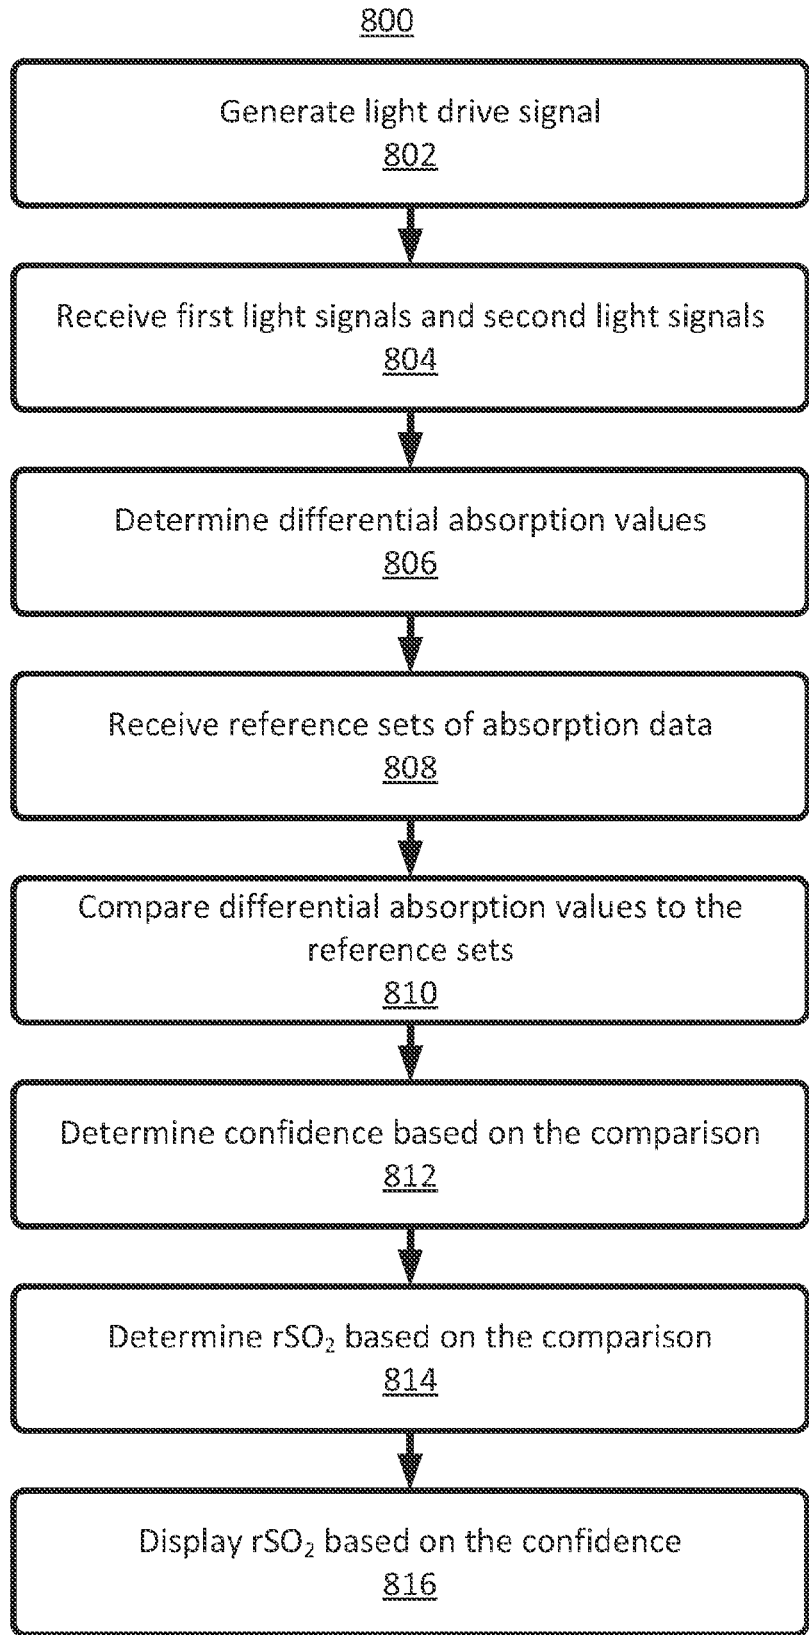 800
Generate light drive signal
802
Receive first light signals and second light signals
804
Determine differential absorption values
806
Receive reference sets of absorption data
808
Compare differential absorption values to the
reference sets
810
Determine confidence based on the comparison
812
Determine rSO₂ based on the comparison
814
Display rSO₂ based on the confidence
816